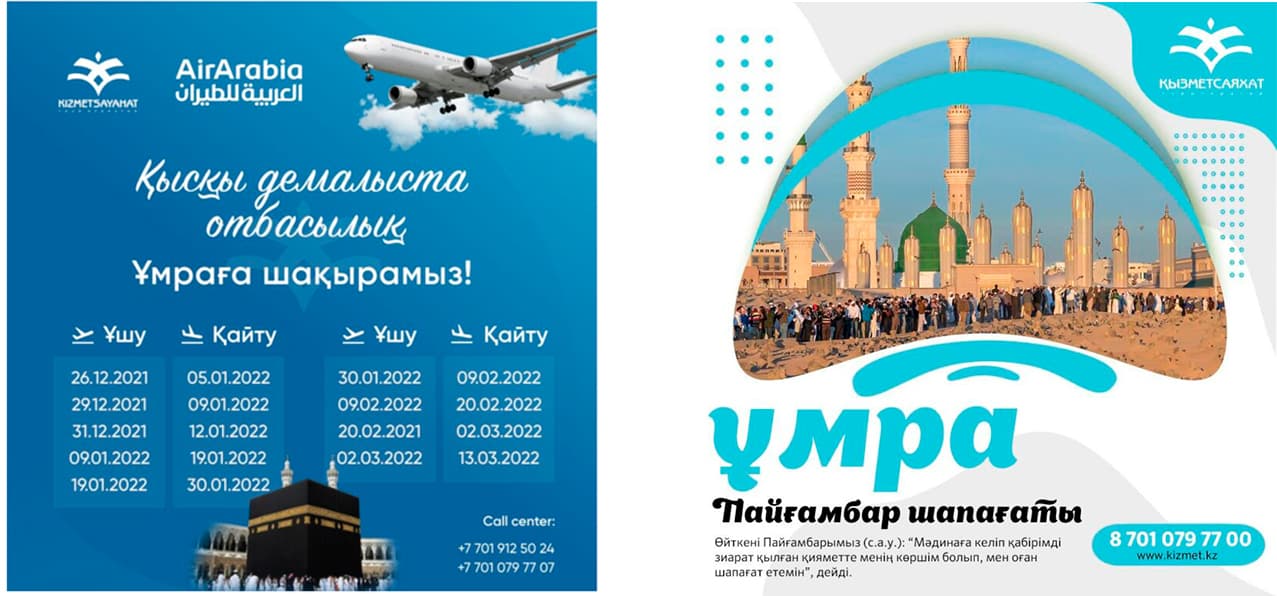 KIZMETSAYAHAT
AirArabia
العربية للطيران
Қысқы демалыста
отбасылық
Ұмраға шақырамыз!
Ұшу Қайту Ұшу Қайту
26.12.2021 05.01.2022 30.01.2022 09.02.2022
29.12.2021 09.01.2022 09.02.2022 20.02.2022
31.12.2021 12.01.2022 20.02.2021 02.03.2022
09.01.2022 19.01.2022 02.03.2022 13.03.2022
19.01.2022 30.01.2022
Call center:
+7 701 912 50 24
+7 701 079 77 07
ҚЫЗМЕТСАЯХАТ
ұмра
Пайғамбар шапағаты
Өйткені Пайғамбарымыз (с.а.у.): “Мәдинаға келіп қабірімді
зиарат қылған қияметте менің көршім болып, мен оған
шапағат етемін”, дейді.
8 701 079 77 00
www.kizmet.kz